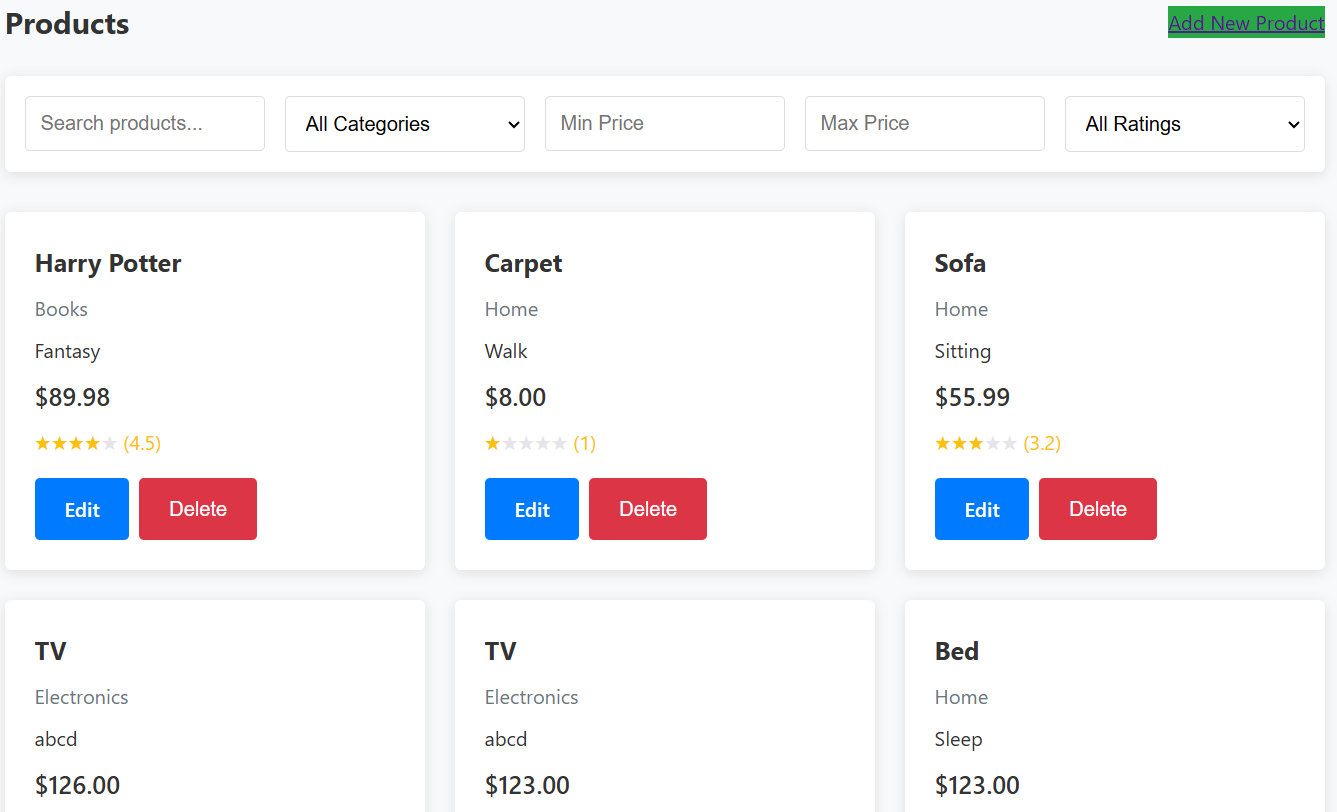 Products
Add New Product
Search products...
All Categories
Min Price
Max Price
All Ratings
Harry Potter
Books
Fantasy
$89.98
★★★★★ (4.5)
Edit
Delete
Carpet
Home
Walk
$8.00
★★★★★ (1)
Edit
Delete
Sofa
Home
Sitting
$55.99
★★★★★ (3.2)
Edit
Delete
TV
Electronics
abcd
$126.00
TV
Electronics
abcd
$123.00
Bed
Home
Sleep
$123.00